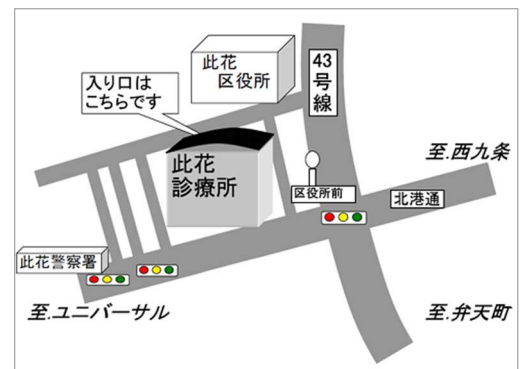 此花
区役所
43
号
線
入り口は
こちらです
至.西九条
此花
診療所
区役所前
北港通
此花警察署
至.ユニバーサル
至.弁天町